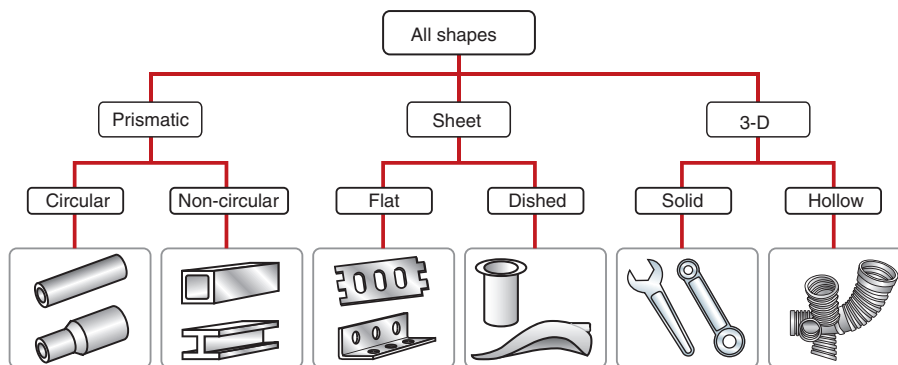 All shapes
Prismatic
Sheet
3-D
Circular
Non-circular
Flat
Dished
Solid
Hollow